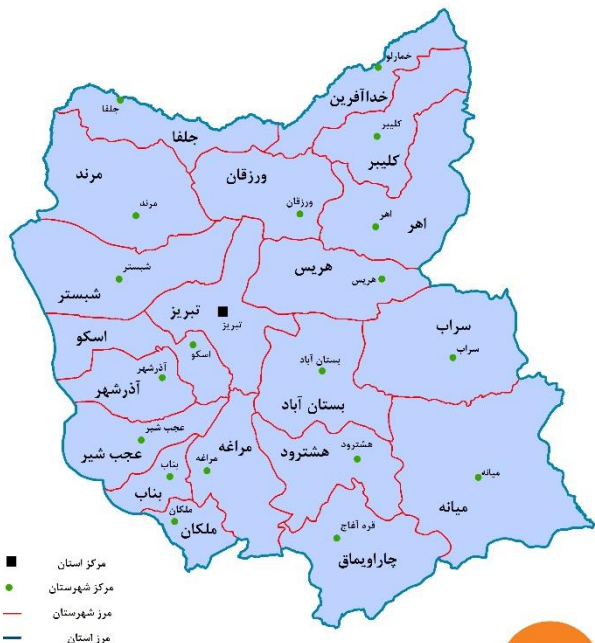 خمارلو
خداآفرین
جلفا
جلفا
کلیبر
کلیبر
مرند
ورزقان
مرند
ورزقان
اهر
اهر
شبستر
شبستر
هریس
هریس
تبریز
تبریز
اسکو
اسکو
سراب
سراب
آذرشهر
آذرشهر
بستان آباد
بستان آباد
عجب شیر
عجب شیر
مراغه
مراغه
هشترود
هشترود
بناب
بناب
میانه
میانه
ملکان
ملکان
قره آغاج
چاراویماق
مرکز استان
مرکز شهرستان
مرز شهرستان
مرز استان